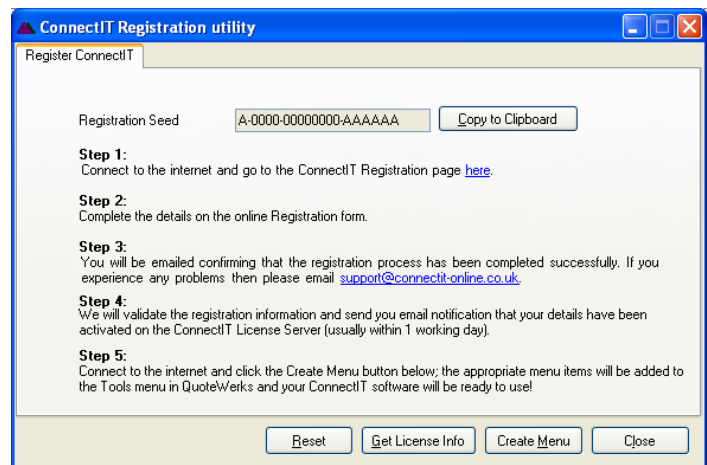 ConnectIT Registration utility
Register ConnectIT
Registration Seed A-0000-00000000-AAAAAA Copy to Clipboard
Step 1:
Connect to the internet and go to the ConnectIT Registration page here.
Step 2:
Complete the details on the online Registration form.
Step 3:
You will be emailed confirming that the registration process has been completed successfully. If you
experience any problems then please email support@connectit-online.co.uk.
Step 4:
We will validate the registration information and send you email notification that your details have been
activated on the ConnectIT License Server (usually within 1 working day).
Step 5:
Connect to the internet and click the Create Menu button below; the appropriate menu items will be added to
the Tools menu in QuoteWerks and your ConnectIT software will be ready to use!
Reset Get License Info Create Menu Close